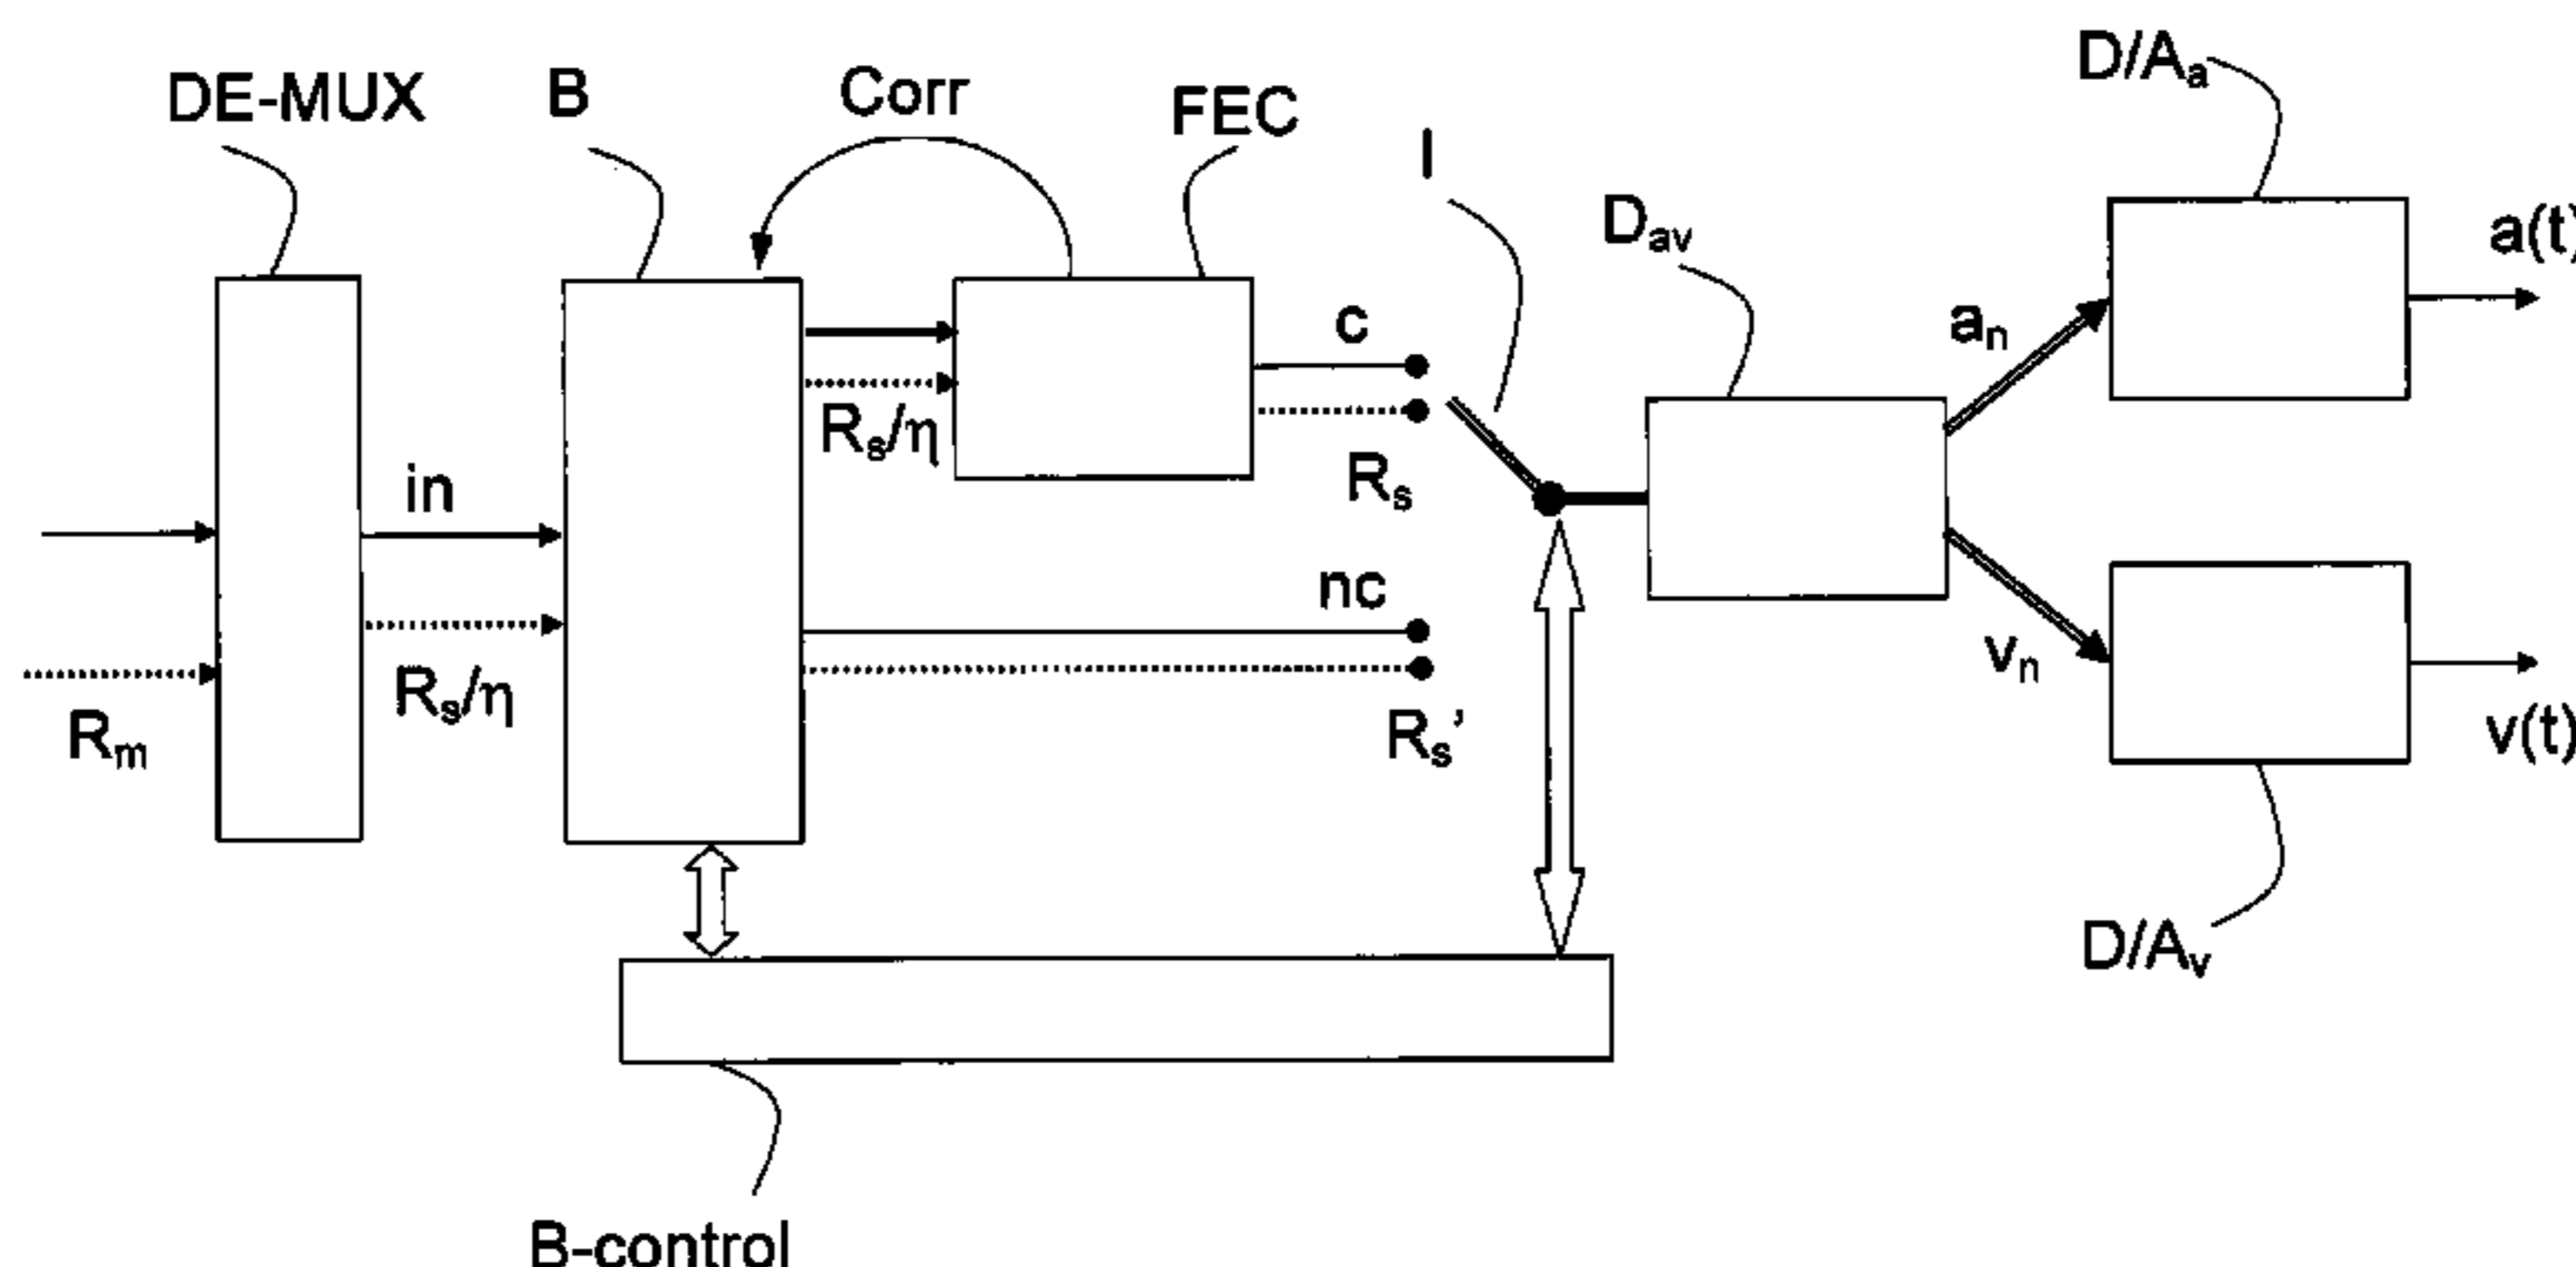 DE-MUX
B
Corr
FEC
I
D/Aₐ
Dₐᵥ
a(t)
c
aₙ
Rₛ/η
Rₛ
in
nc
vₙ
Rₛ/η
Rₘ
Rₛ’
v(t)
D/Aᵥ
B-control